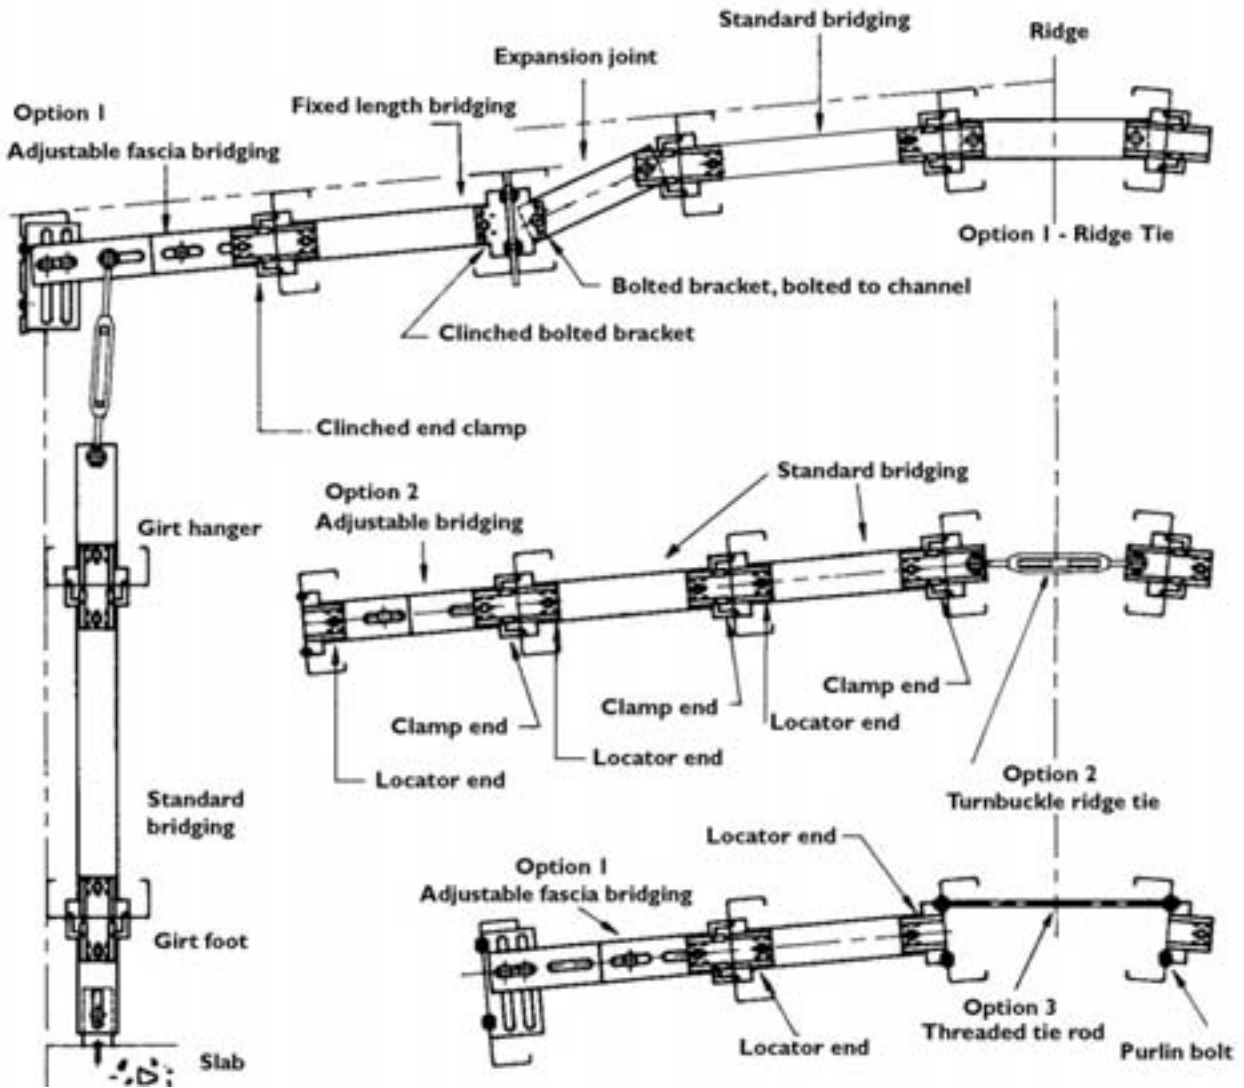 Standard bridging
Ridge
Expansion joint
Option 1
Fixed length bridging
Adjustable fascia bridging
Option 1 - Ridge Tie
Bolted bracket, bolted to channel
Clinched bolted bracket
Clinched end clamp
Standard bridging
Option 2
Adjustable bridging
Girt hanger
Clamp end
Clamp end
Locator end
Clamp end
Locator end
Locator end
Option 2
Turnbuckle ridge tie
Standard
bridging
Locator end
Option 1
Adjustable fascia bridging
Girt foot
Option 3
Threaded tie rod
Locator end
Purlin bolt
Slab